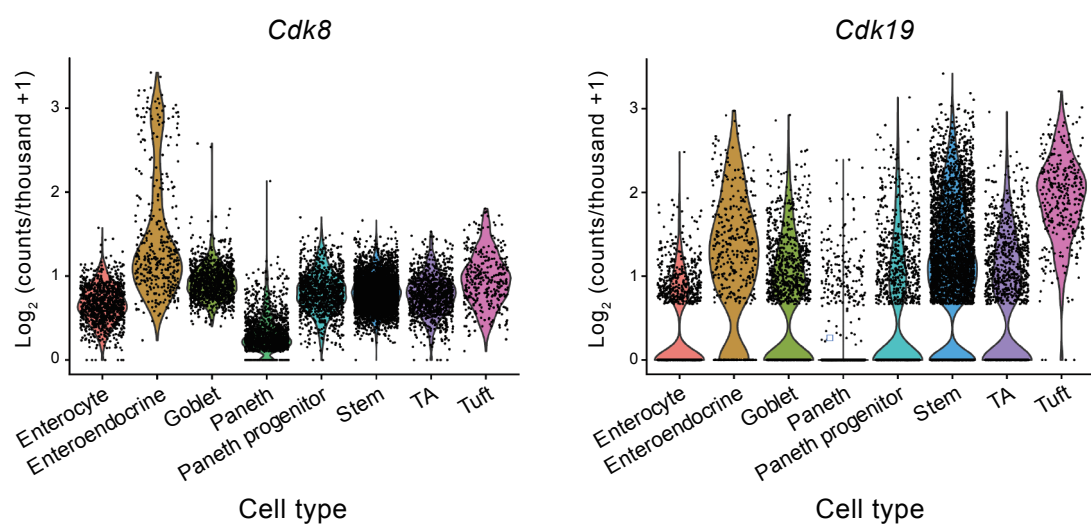 Cdk8
Log2 (counts/thousand +1)
3
2
1
0
Enterocyte
Enteroendocrine
Goblet
Paneth
Paneth progenitor
Stem
TA
Tuft
Cell type
Cdk19
Log2 (counts/thousand +1)
3
2
1
0
Enterocyte
Enteroendocrine
Goblet
Paneth
Paneth progenitor
Stem
TA
Tuft
Cell type